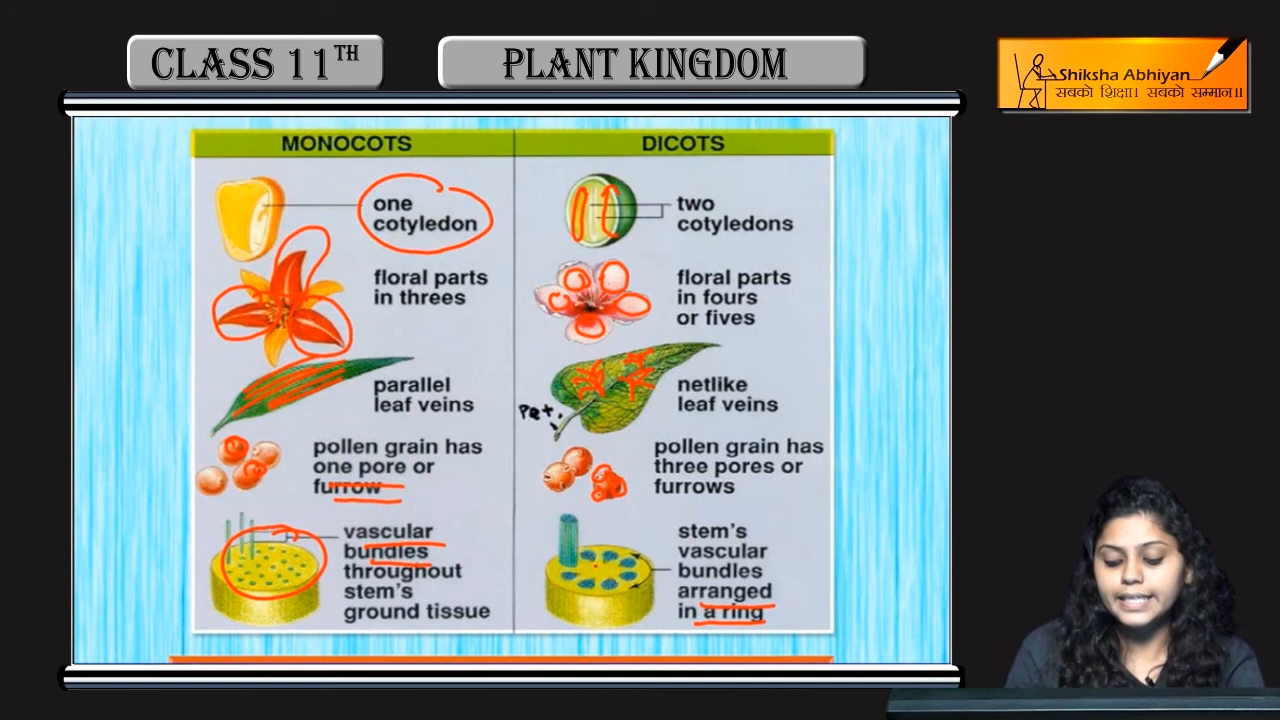 CLASS 11TH
PLANT KINGDOM
Shiksha Abhiyan
सबको शिक्षा। सबको सम्मान॥
MONOCOTS
DICOTS
one
cotyledon
two
cotyledons
floral parts
in threes
floral parts
in fours
or fives
parallel
leaf veins
netlike
leaf veins
pollen grain has
one pore or
furrow
pollen grain has
three pores or
furrows
vascular
bundles
throughout
stem's
ground tissue
stem's
vascular
bundles
arranged
in a ring